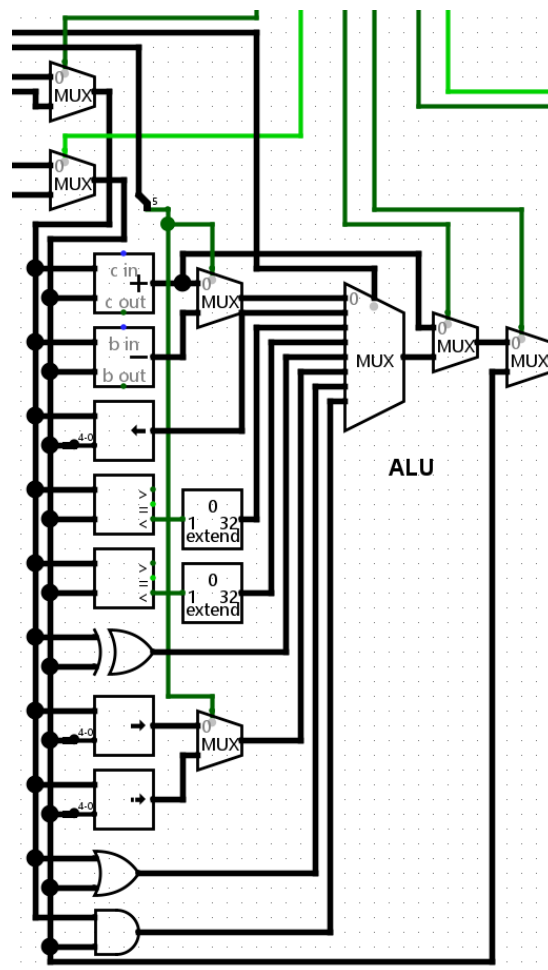 0
MUX
0
MUX
5
c in
+
c out
0
MUX
b in
−
b out
0
MUX
0
MUX
0
MUX
←
4-0
ALU
>
=
<
0
1 32
extend
>
=
<
0
1 32
extend
→
4-0
0
MUX
→
4-0